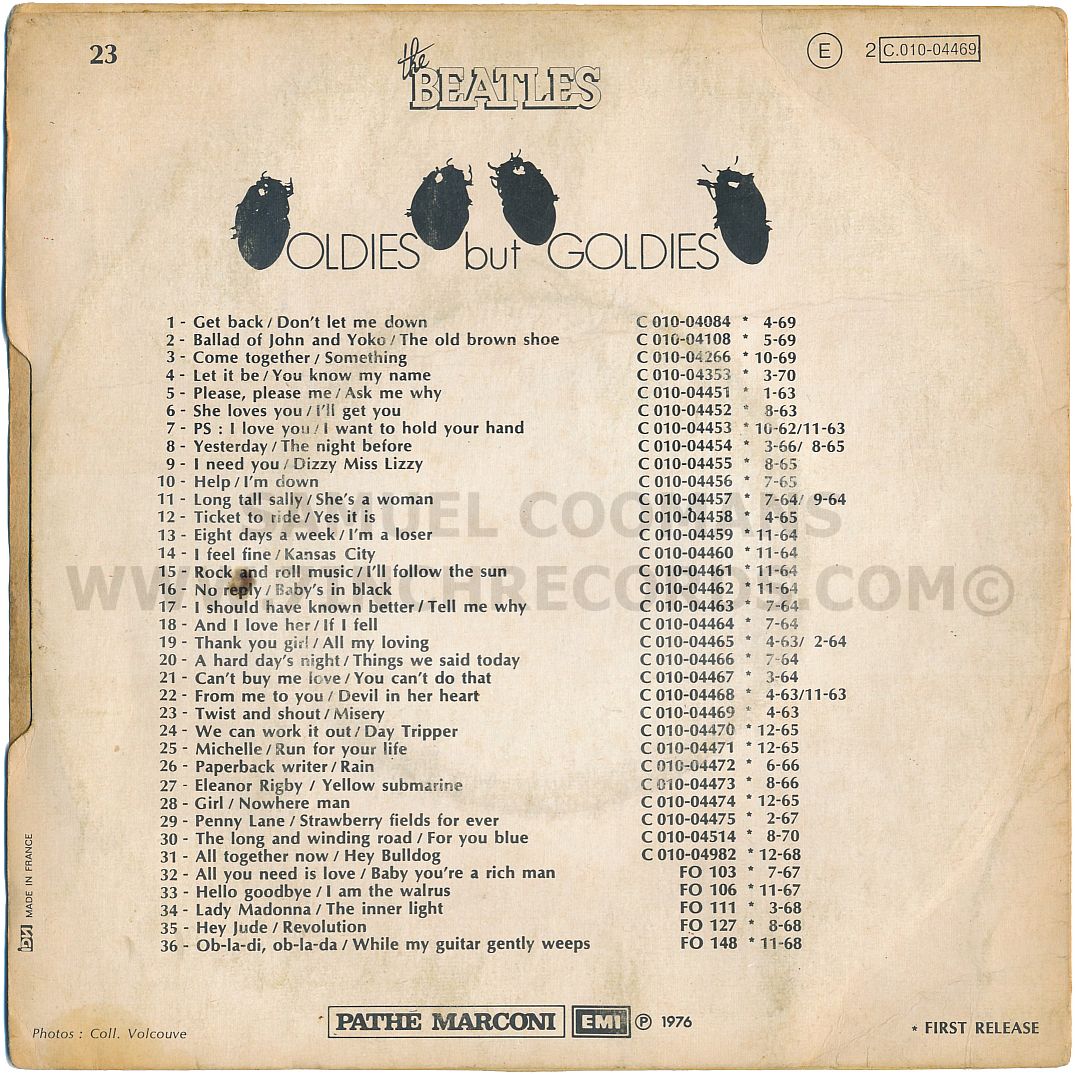 23
the BEATLES
E 2 C.010-04469
OLDIES but GOLDIES
1 - Get back / Don't let me down C 010-04084 * 4-69
2 - Ballad of John and Yoko / The old brown shoe C 010-04108 * 5-69
3 - Come together / Something C 010-04266 * 10-69
4 - Let it be / You know my name C 010-04353 * 3-70
5 - Please, please me / Ask me why C 010-04451 * 1-63
6 - She loves you / I'll get you C 010-04452 * 8-63
7 - PS : I love you / I want to hold your hand C 010-04453 * 10-62/11-63
8 - Yesterday / The night before C 010-04454 * 3-66/ 8-65
9 - I need you / Dizzy Miss Lizzy C 010-04455 * 8-65
10 - Help / I'm down C 010-04456 * 7-65
11 - Long tall sally / She's a woman C 010-04457 * 7-64/ 9-64
12 - Ticket to ride / Yes it is C 010-04458 * 4-65
13 - Eight days a week / I'm a loser C 010-04459 * 11-64
14 - I feel fine / Kansas City C 010-04460 * 11-64
15 - Rock and roll music / I'll follow the sun C 010-04461 * 11-64
16 - No reply / Baby's in black C 010-04462 * 11-64
17 - I should have known better / Tell me why C 010-04463 * 7-64
18 - And I love her / If I fell C 010-04464 * 7-64
19 - Thank you girl / All my loving C 010-04465 * 4-63/ 2-64
20 - A hard day's night / Things we said today C 010-04466 * 7-64
21 - Can't buy me love / You can't do that C 010-04467 * 3-64
22 - From me to you / Devil in her heart C 010-04468 * 4-63/11-63
23 - Twist and shout / Misery C 010-04469 * 4-63
24 - We can work it out / Day Tripper C 010-04470 * 12-65
25 - Michelle / Run for your life C 010-04471 * 12-65
26 - Paperback writer / Rain C 010-04472 * 6-66
27 - Eleanor Rigby / Yellow submarine C 010-04473 * 8-66
28 - Girl / Nowhere man C 010-04474 * 12-65
29 - Penny Lane / Strawberry fields for ever C 010-04475 * 2-67
30 - The long and winding road / For you blue C 010-04514 * 8-70
31 - All together now / Hey Bulldog C 010-04982 * 12-68
32 - All you need is love / Baby you're a rich man FO 103 * 7-67
33 - Hello goodbye / I am the walrus FO 106 * 11-67
34 - Lady Madonna / The inner light FO 111 * 3-68
35 - Hey Jude / Revolution FO 127 * 8-68
36 - Ob-la-di, ob-la-da / While my guitar gently weeps FO 148 * 11-68
MADE IN FRANCE
Photos : Coll. Volcouve
PATHE MARCONI EMI ℗ 1976
* FIRST RELEASE
SAMUEL